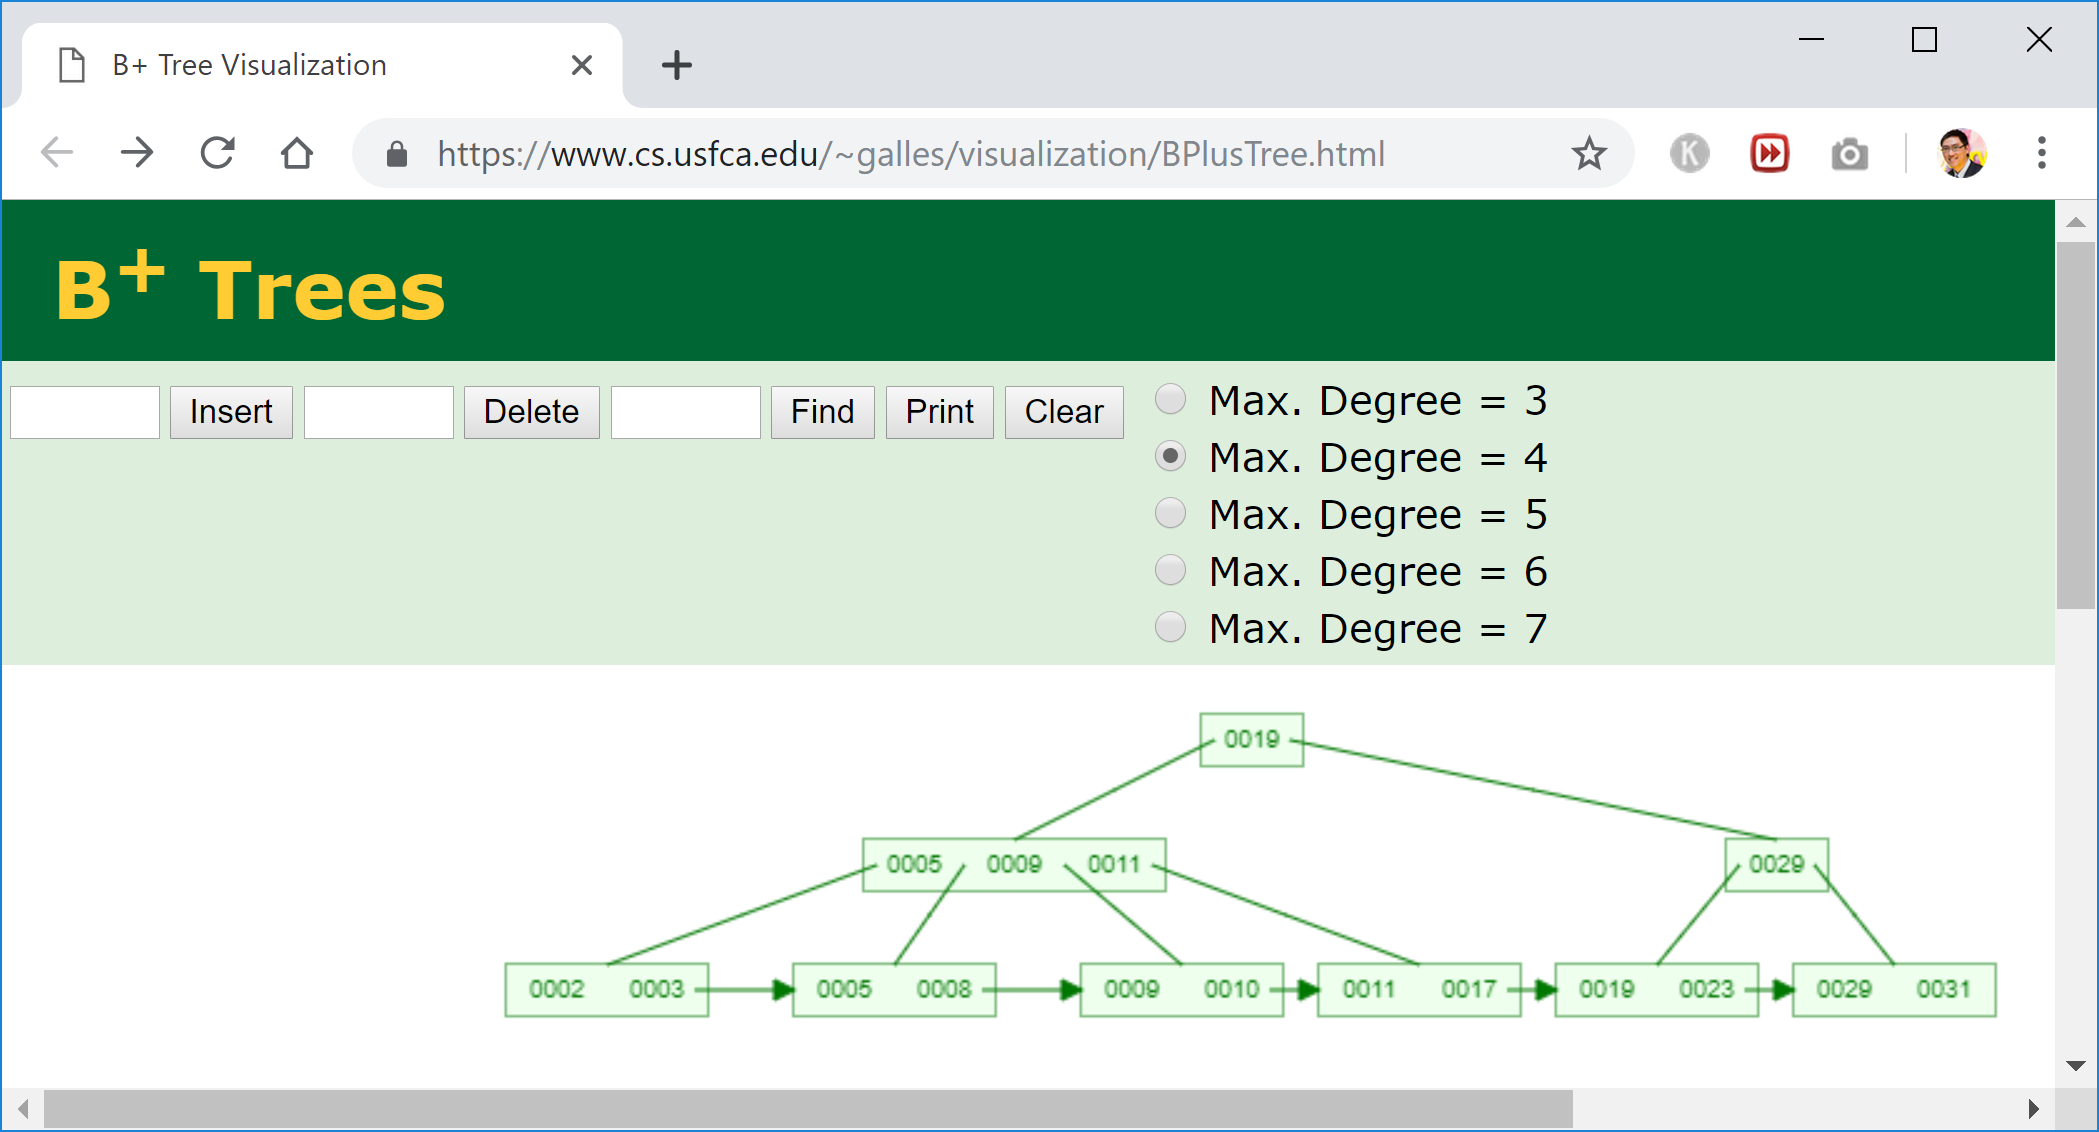 B+ Tree Visualization
https://www.cs.usfca.edu/~galles/visualization/BPlusTree.html
K
B+ Trees
Insert Delete Find Print Clear
Max. Degree = 3
Max. Degree = 4
Max. Degree = 5
Max. Degree = 6
Max. Degree = 7
0019
0005 0009 0011 0029
0002 0003 0005 0008 0009 0010 0011 0017 0019 0023 0029 0031